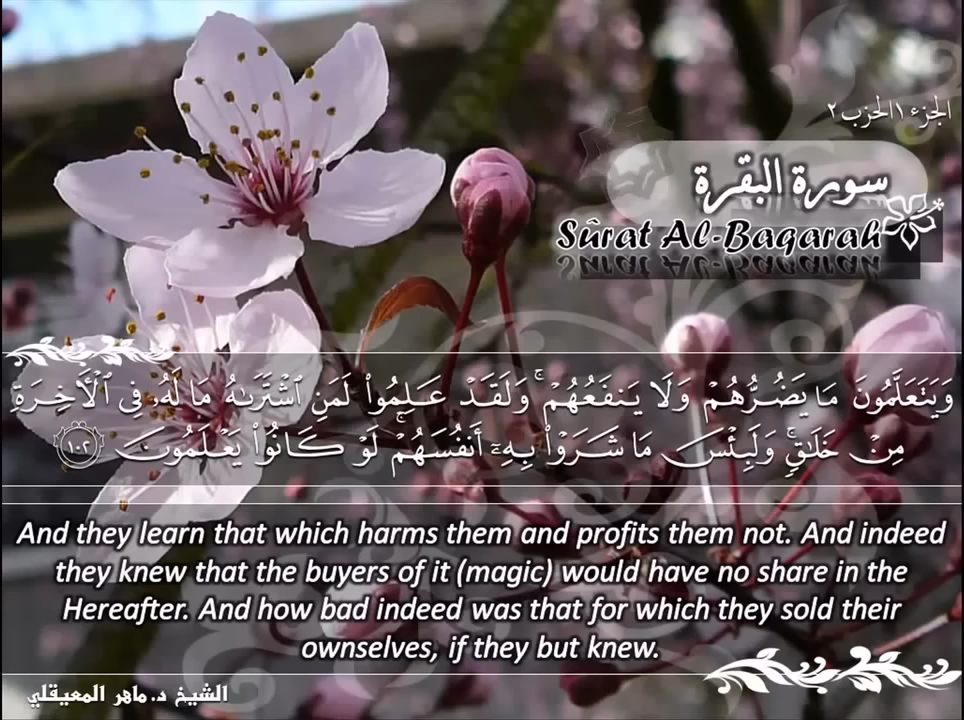 الجزء ١ الحزب ٢
سورة البقرة
Sûrat Al-Baqarah
وَيَتَعَلَّمُونَ مَا يَضُرُّهُمْ وَلَا يَنفَعُهُمْ ۚ وَلَقَدْ عَلِمُوا۟ لَمَنِ ٱشْتَرَىٰهُ مَا لَهُۥ فِى ٱلْـَٔاخِرَةِ
مِنْ خَلَـٰقٍ ۚ وَلَبِئْسَ مَا شَرَوْا۟ بِهِۦٓ أَنفُسَهُمْ ۚ لَوْ كَانُوا۟ يَعْلَمُونَ ١٠٢
And they learn that which harms them and profits them not. And indeed
they knew that the buyers of it (magic) would have no share in the
Hereafter. And how bad indeed was that for which they sold their
ownselves, if they but knew.
الشيخ د. ماهر المعيقلي